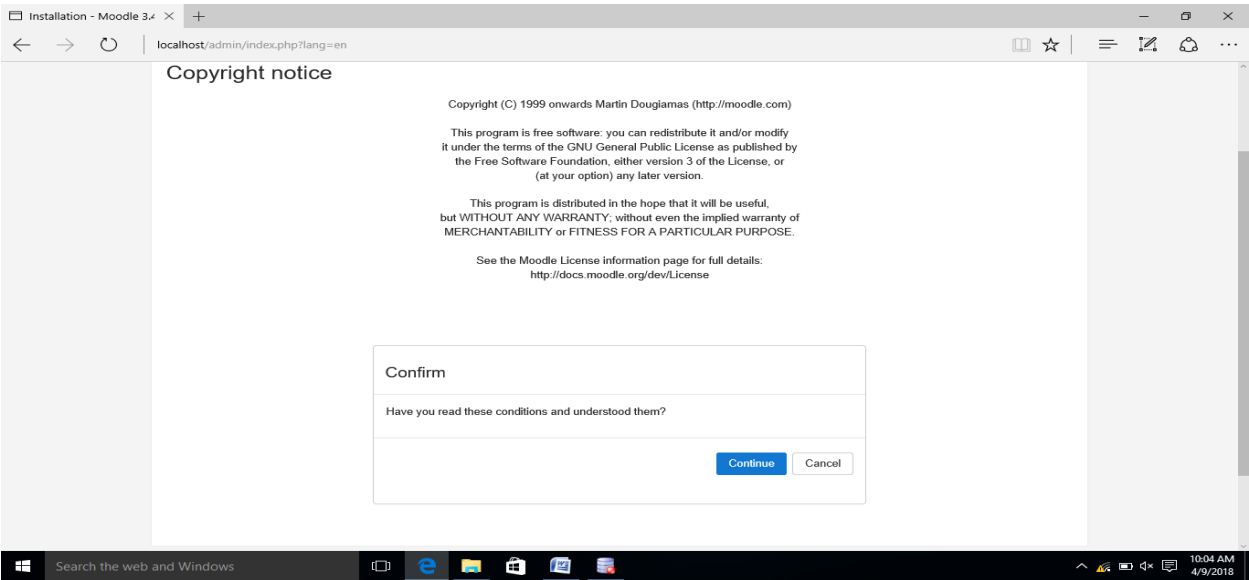 Installation - Moodle 3.4
localhost/admin/index.php?lang=en
Copyright notice
Copyright (C) 1999 onwards Martin Dougiamas (http://moodle.com)
This program is free software: you can redistribute it and/or modify
it under the terms of the GNU General Public License as published by
the Free Software Foundation, either version 3 of the License, or
(at your option) any later version.
This program is distributed in the hope that it will be useful,
but WITHOUT ANY WARRANTY; without even the implied warranty of
MERCHANTABILITY or FITNESS FOR A PARTICULAR PURPOSE.
See the Moodle License information page for full details:
http://docs.moodle.org/dev/License
Confirm
Have you read these conditions and understood them?
Continue Cancel
Search the web and Windows
10:04 AM
4/9/2018